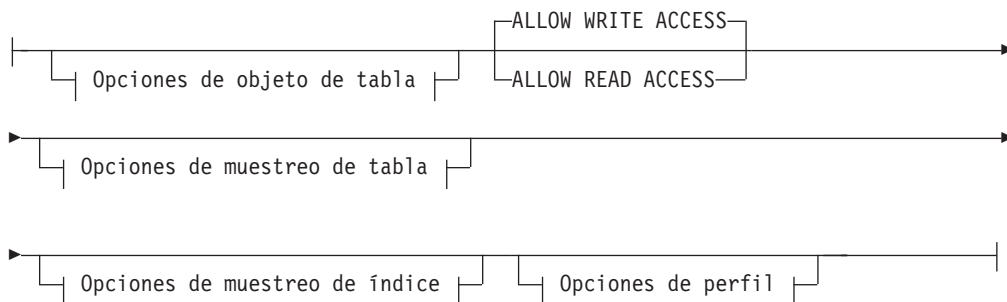 ALLOW WRITE ACCESS
Opciones de objeto de tabla
ALLOW READ ACCESS
Opciones de muestreo de tabla
Opciones de muestreo de índice
Opciones de perfil